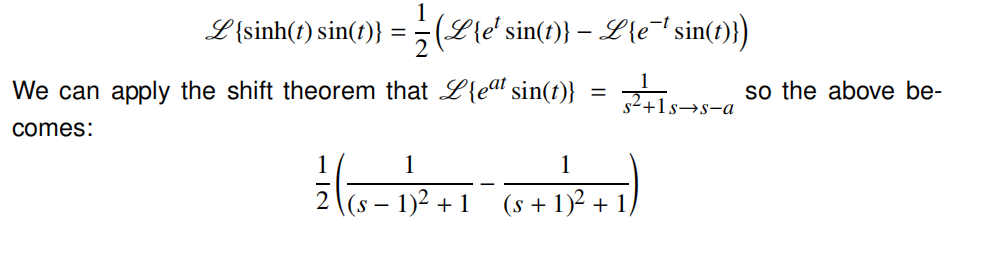 ℒ{sinh(t) sin(t)} = 1/2 (ℒ{e^t sin(t)} − ℒ{e^−t sin(t)})
We can apply the shift theorem that ℒ{e^at sin(t)} = 1/(s²+1) s→s−a so the above be-
comes:
1/2 (1/((s − 1)² + 1) − 1/((s + 1)² + 1))